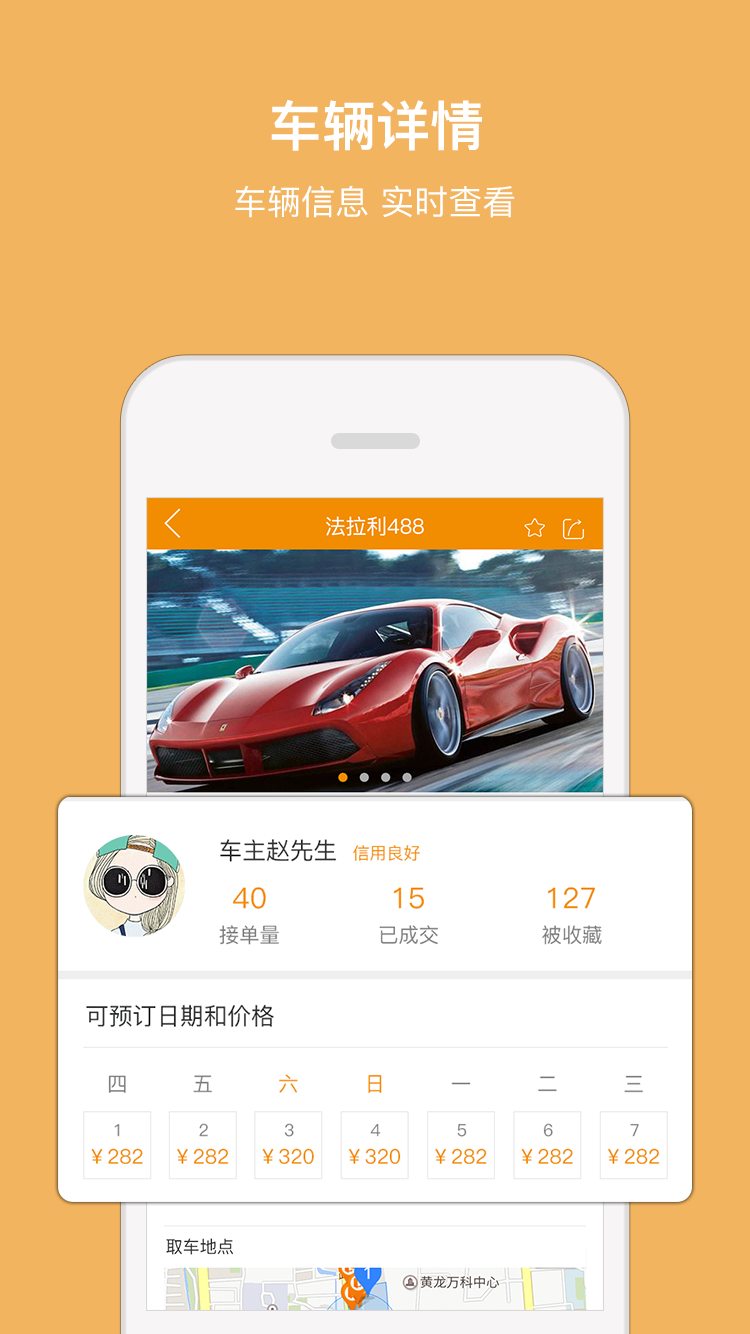 车辆详情
车辆信息 实时查看
法拉利488
车主赵先生 信用良好
40 15 127
接单量 已成交 被收藏
可预订日期和价格
四 五 六 日 一 二 三
1 2 3 4 5 6 7
¥282 ¥282 ¥320 ¥320 ¥282 ¥282 ¥282
取车地点
黄龙万科中心